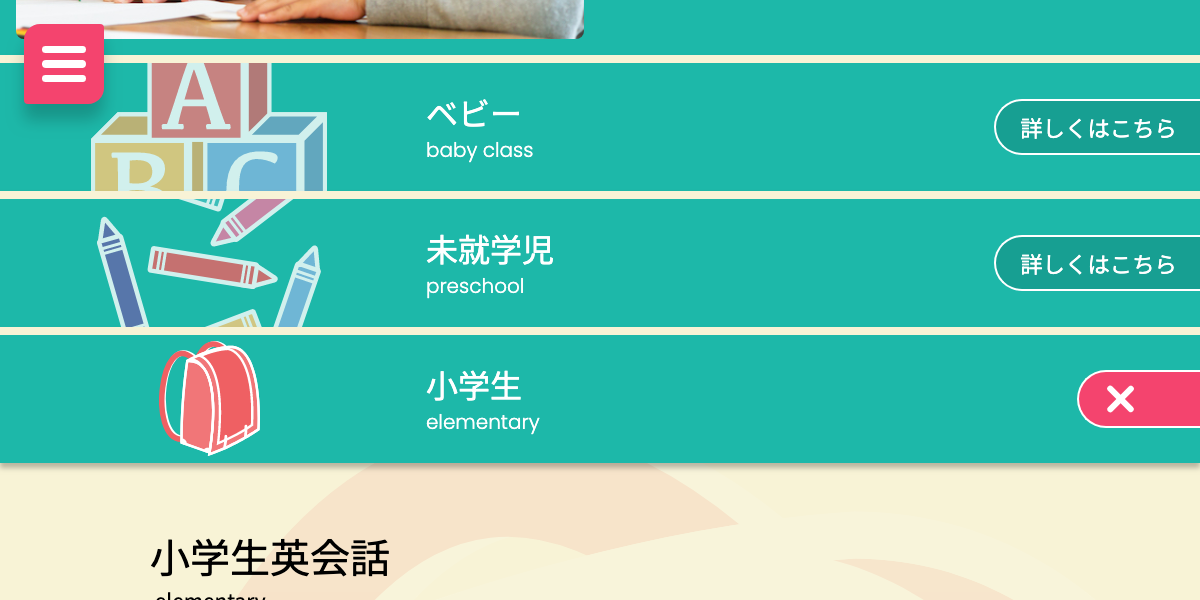 A
B C
ベビー
baby class
詳しくはこちら
未就学児
preschool
詳しくはこちら
小学生
elementary
小学生英会話
elementary